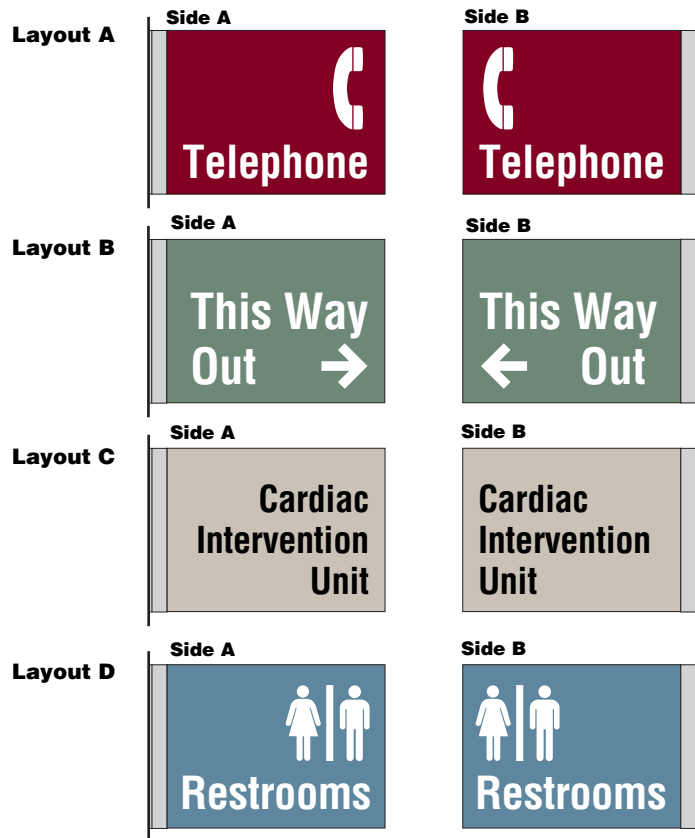 Side A
Side B
Layout A
Telephone
Telephone
Side A
Side B
Layout B
This Way
Out
This Way
Out
Side A
Side B
Layout C
Cardiac
Intervention
Unit
Cardiac
Intervention
Unit
Side A
Side B
Layout D
Restrooms
Restrooms